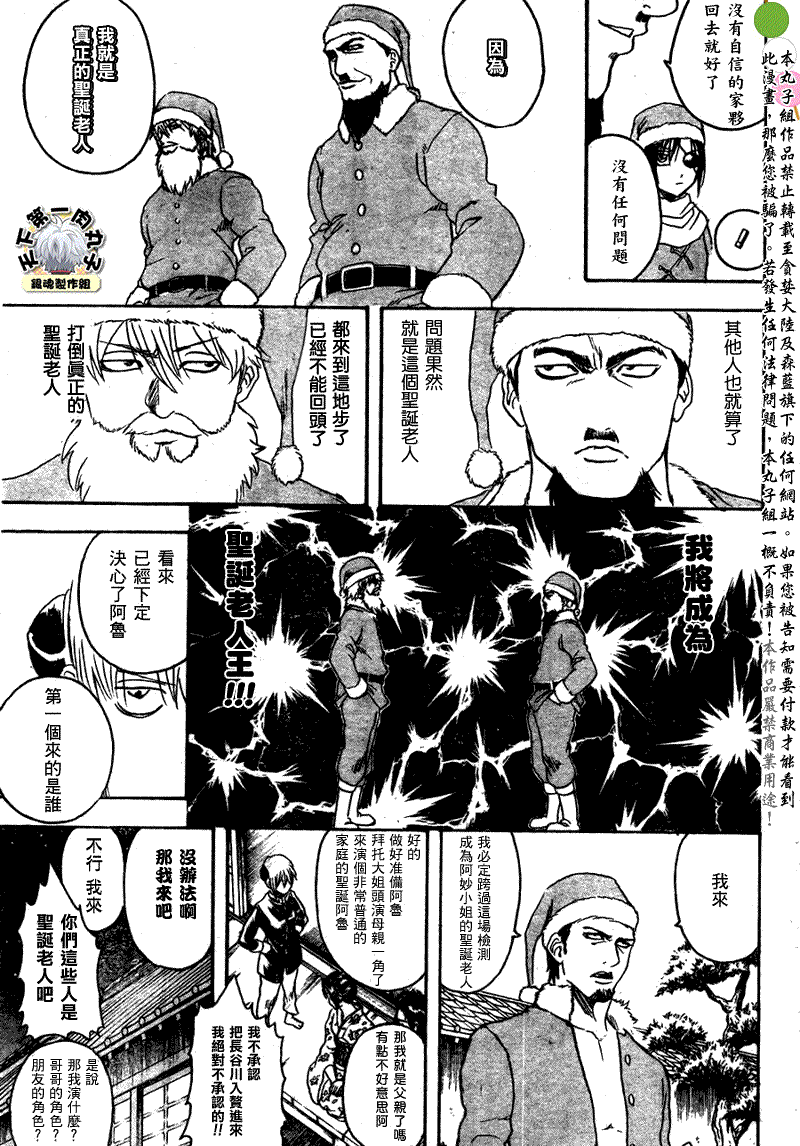 沒有自信的家夥
回去就好了
！
沒有任何問題
因為
我就是
真正的聖誕老人
天下第一肉丸子
銀魂製作組
其他人也就算了
問題果然
就是這個聖誕老人
都來到這地步了
已經不能回頭了
打倒眞正的
聖誕老人
我將成為
聖誕老人王!!!
看來
已經下定
決心了阿魯
第一個來的是誰
我來
我必定跨過這場檢測
成為阿妙小姐的聖誕老人
好的
做好准備阿魯
拜托大姐頭演母親一角了
來演個非常普通的
家庭的聖誕阿魯
那我就是父親了嗎
有點不好意思阿
我不承認
把長谷川入贅進來
我絕對不承認的!!
沒辦法啊
那我來吧
不行 我來
你們這些人是
聖誕老人吧
是說
那我演什麼？
哥哥的角色？
朋友的角色？
本丸子組作品禁止轉載至貪婪大陸及森藍旗下的任何網站。如果您被告知需要付款才能看到
此漫畫，那麼您被騙了。若發生任何法律問題，本丸子組一概不負責！本作品嚴禁商業用途！